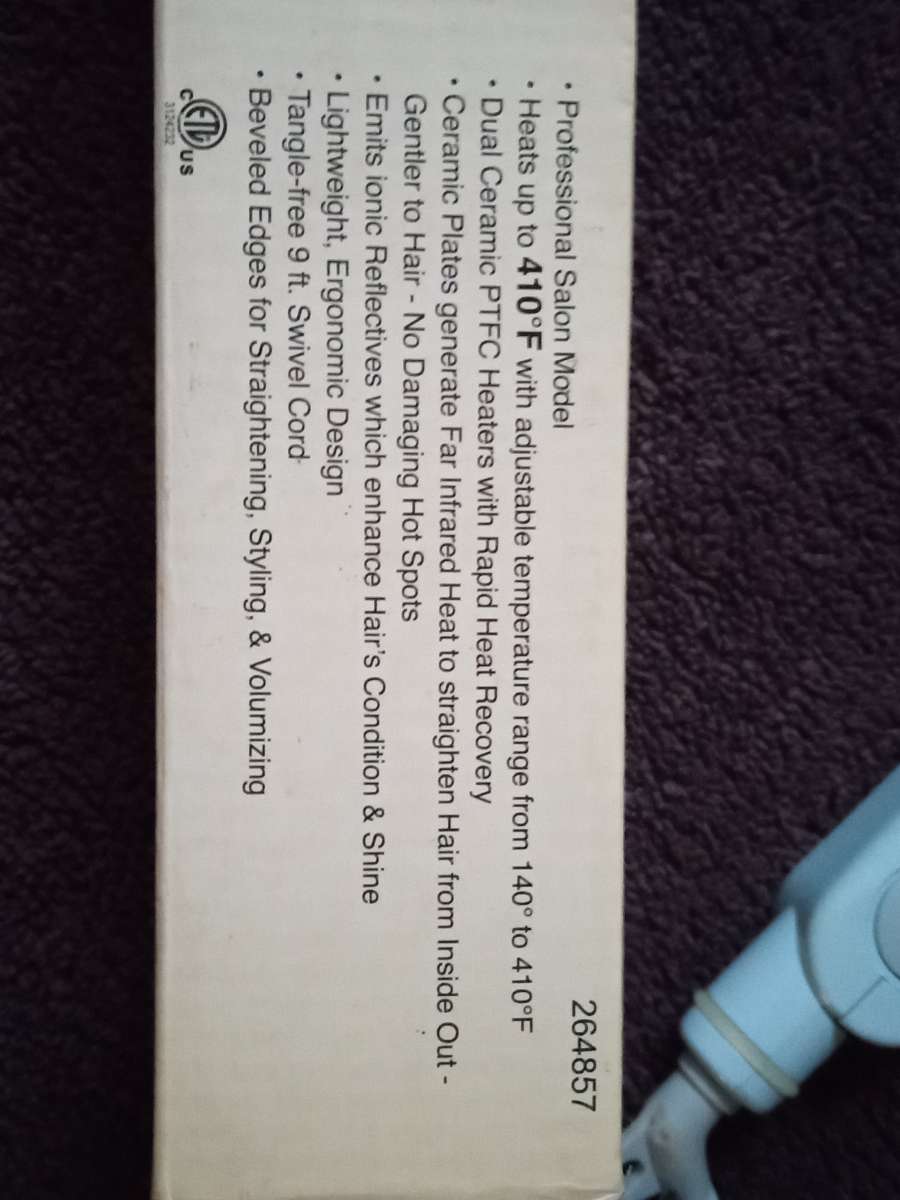 264857
• Professional Salon Model
• Heats up to 410°F with adjustable temperature range from 140° to 410°F
• Dual Ceramic PTFC Heaters with Rapid Heat Recovery
• Ceramic Plates generate Far Infrared Heat to straighten Hair from Inside Out -
Gentler to Hair - No Damaging Hot Spots
• Emits ionic Reflectives which enhance Hair's Condition & Shine
• Lightweight, Ergonomic Design
• Tangle-free 9 ft. Swivel Cord
• Beveled Edges for Straightening, Styling, & Volumizing
c ETL us
3124232